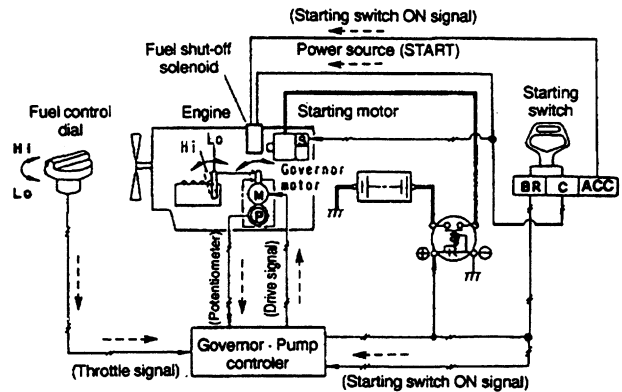 (Starting switch ON signal)
Fuel shut-off
solenoid
Power source (START)
Starting
switch
Fuel control
dial
Engine
Starting motor
Hi
Lo
Hi
Lo
S
Governor
motor
M
P
BR C ACC
(Potentiometer)
(Drive signal)
Governor · Pump
controler
(Throttle signal)
(Starting switch ON signal)